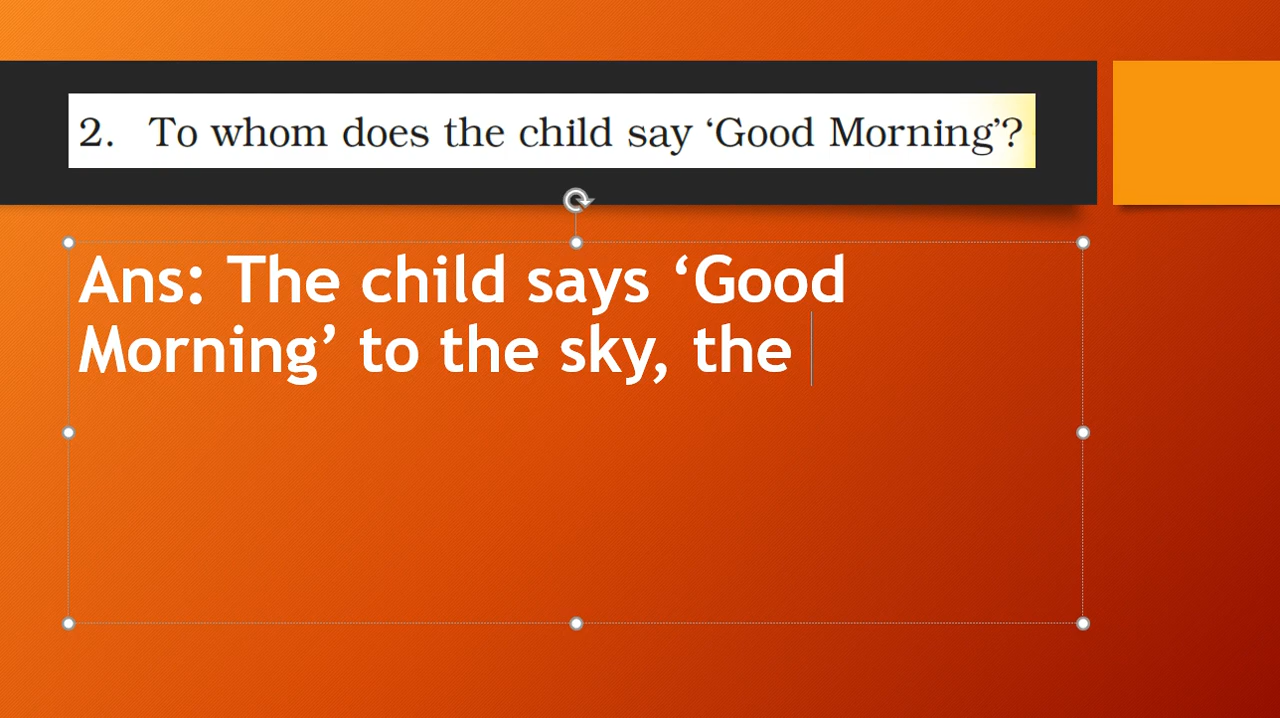 2. To whom does the child say ‘Good Morning’?
Ans: The child says ‘Good
Morning’ to the sky, the